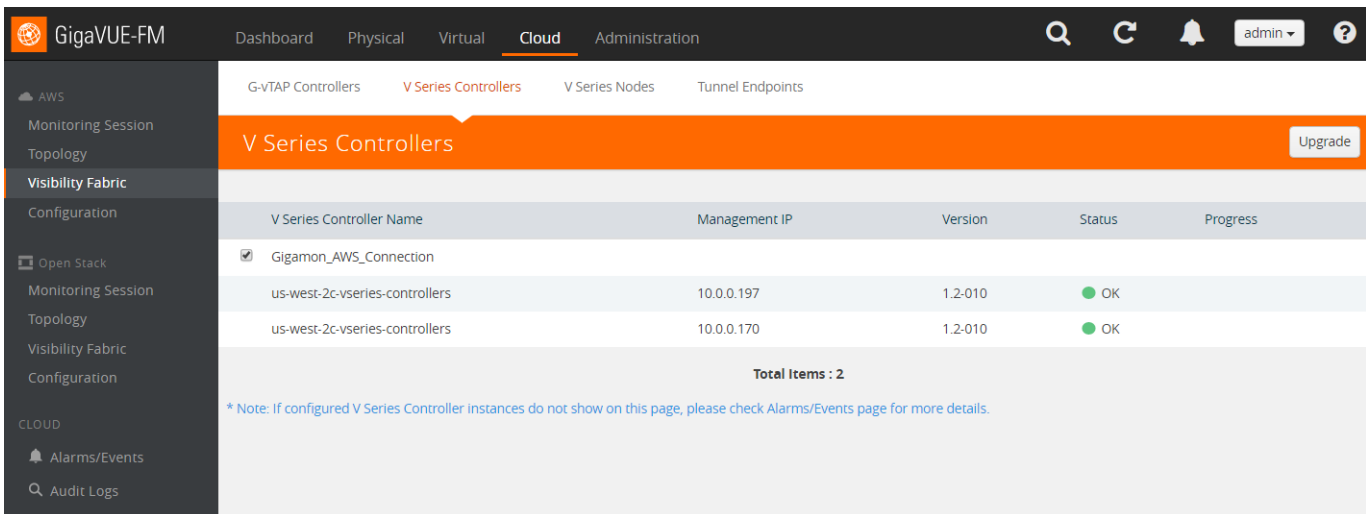 GigaVUE-FM
Dashboard Physical Virtual Cloud Administration
admin
?
AWS
Monitoring Session
Topology
Visibility Fabric
Configuration
Open Stack
Monitoring Session
Topology
Visibility Fabric
Configuration
CLOUD
Alarms/Events
Audit Logs
G-vTAP Controllers V Series Controllers V Series Nodes Tunnel Endpoints
V Series Controllers
Upgrade
V Series Controller Name Management IP Version Status Progress
Gigamon_AWS_Connection
us-west-2c-vseries-controllers 10.0.0.197 1.2-010 OK
us-west-2c-vseries-controllers 10.0.0.170 1.2-010 OK
Total Items : 2
* Note: If configured V Series Controller instances do not show on this page, please check Alarms/Events page for more details.